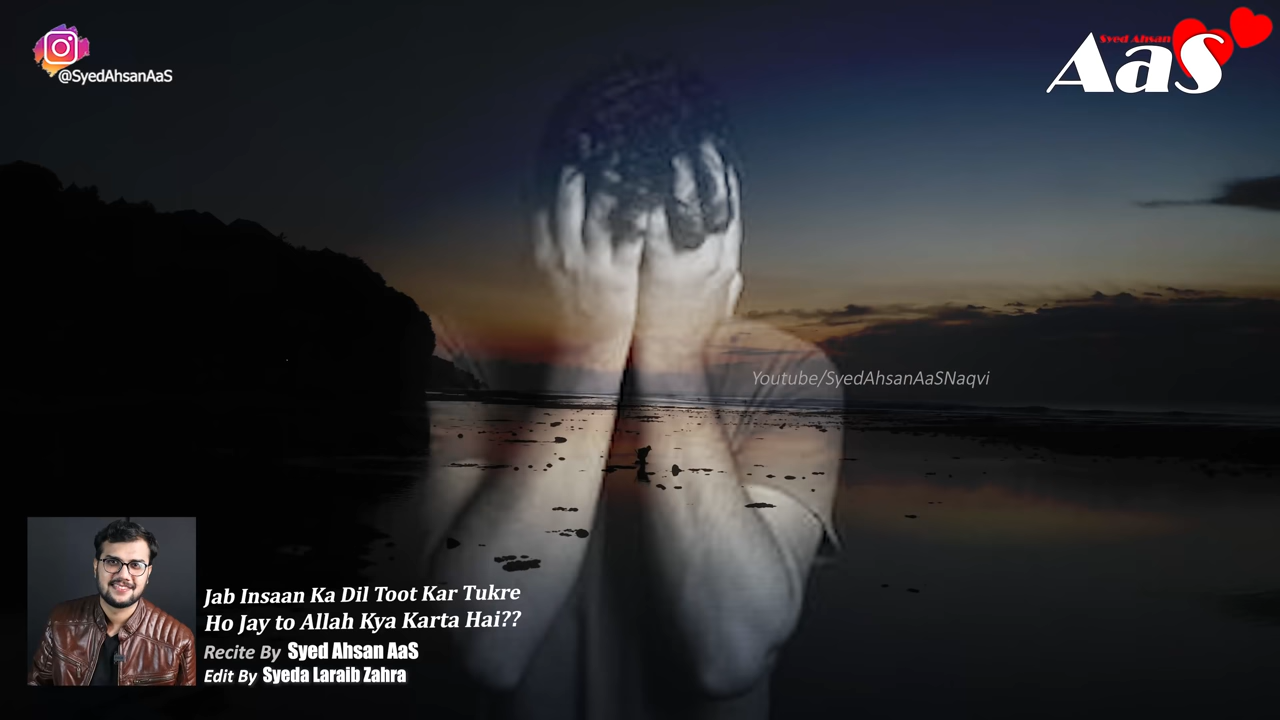 @SyedAhsanAaS
Syed Ahsan
AaS
Youtube/SyedAhsanAaSNaqvi
Jab Insaan Ka Dil Toot Kar Tukre
Ho Jay to Allah Kya Karta Hai??
Recite By Syed Ahsan AaS
Edit By Syeda Laraib Zahra